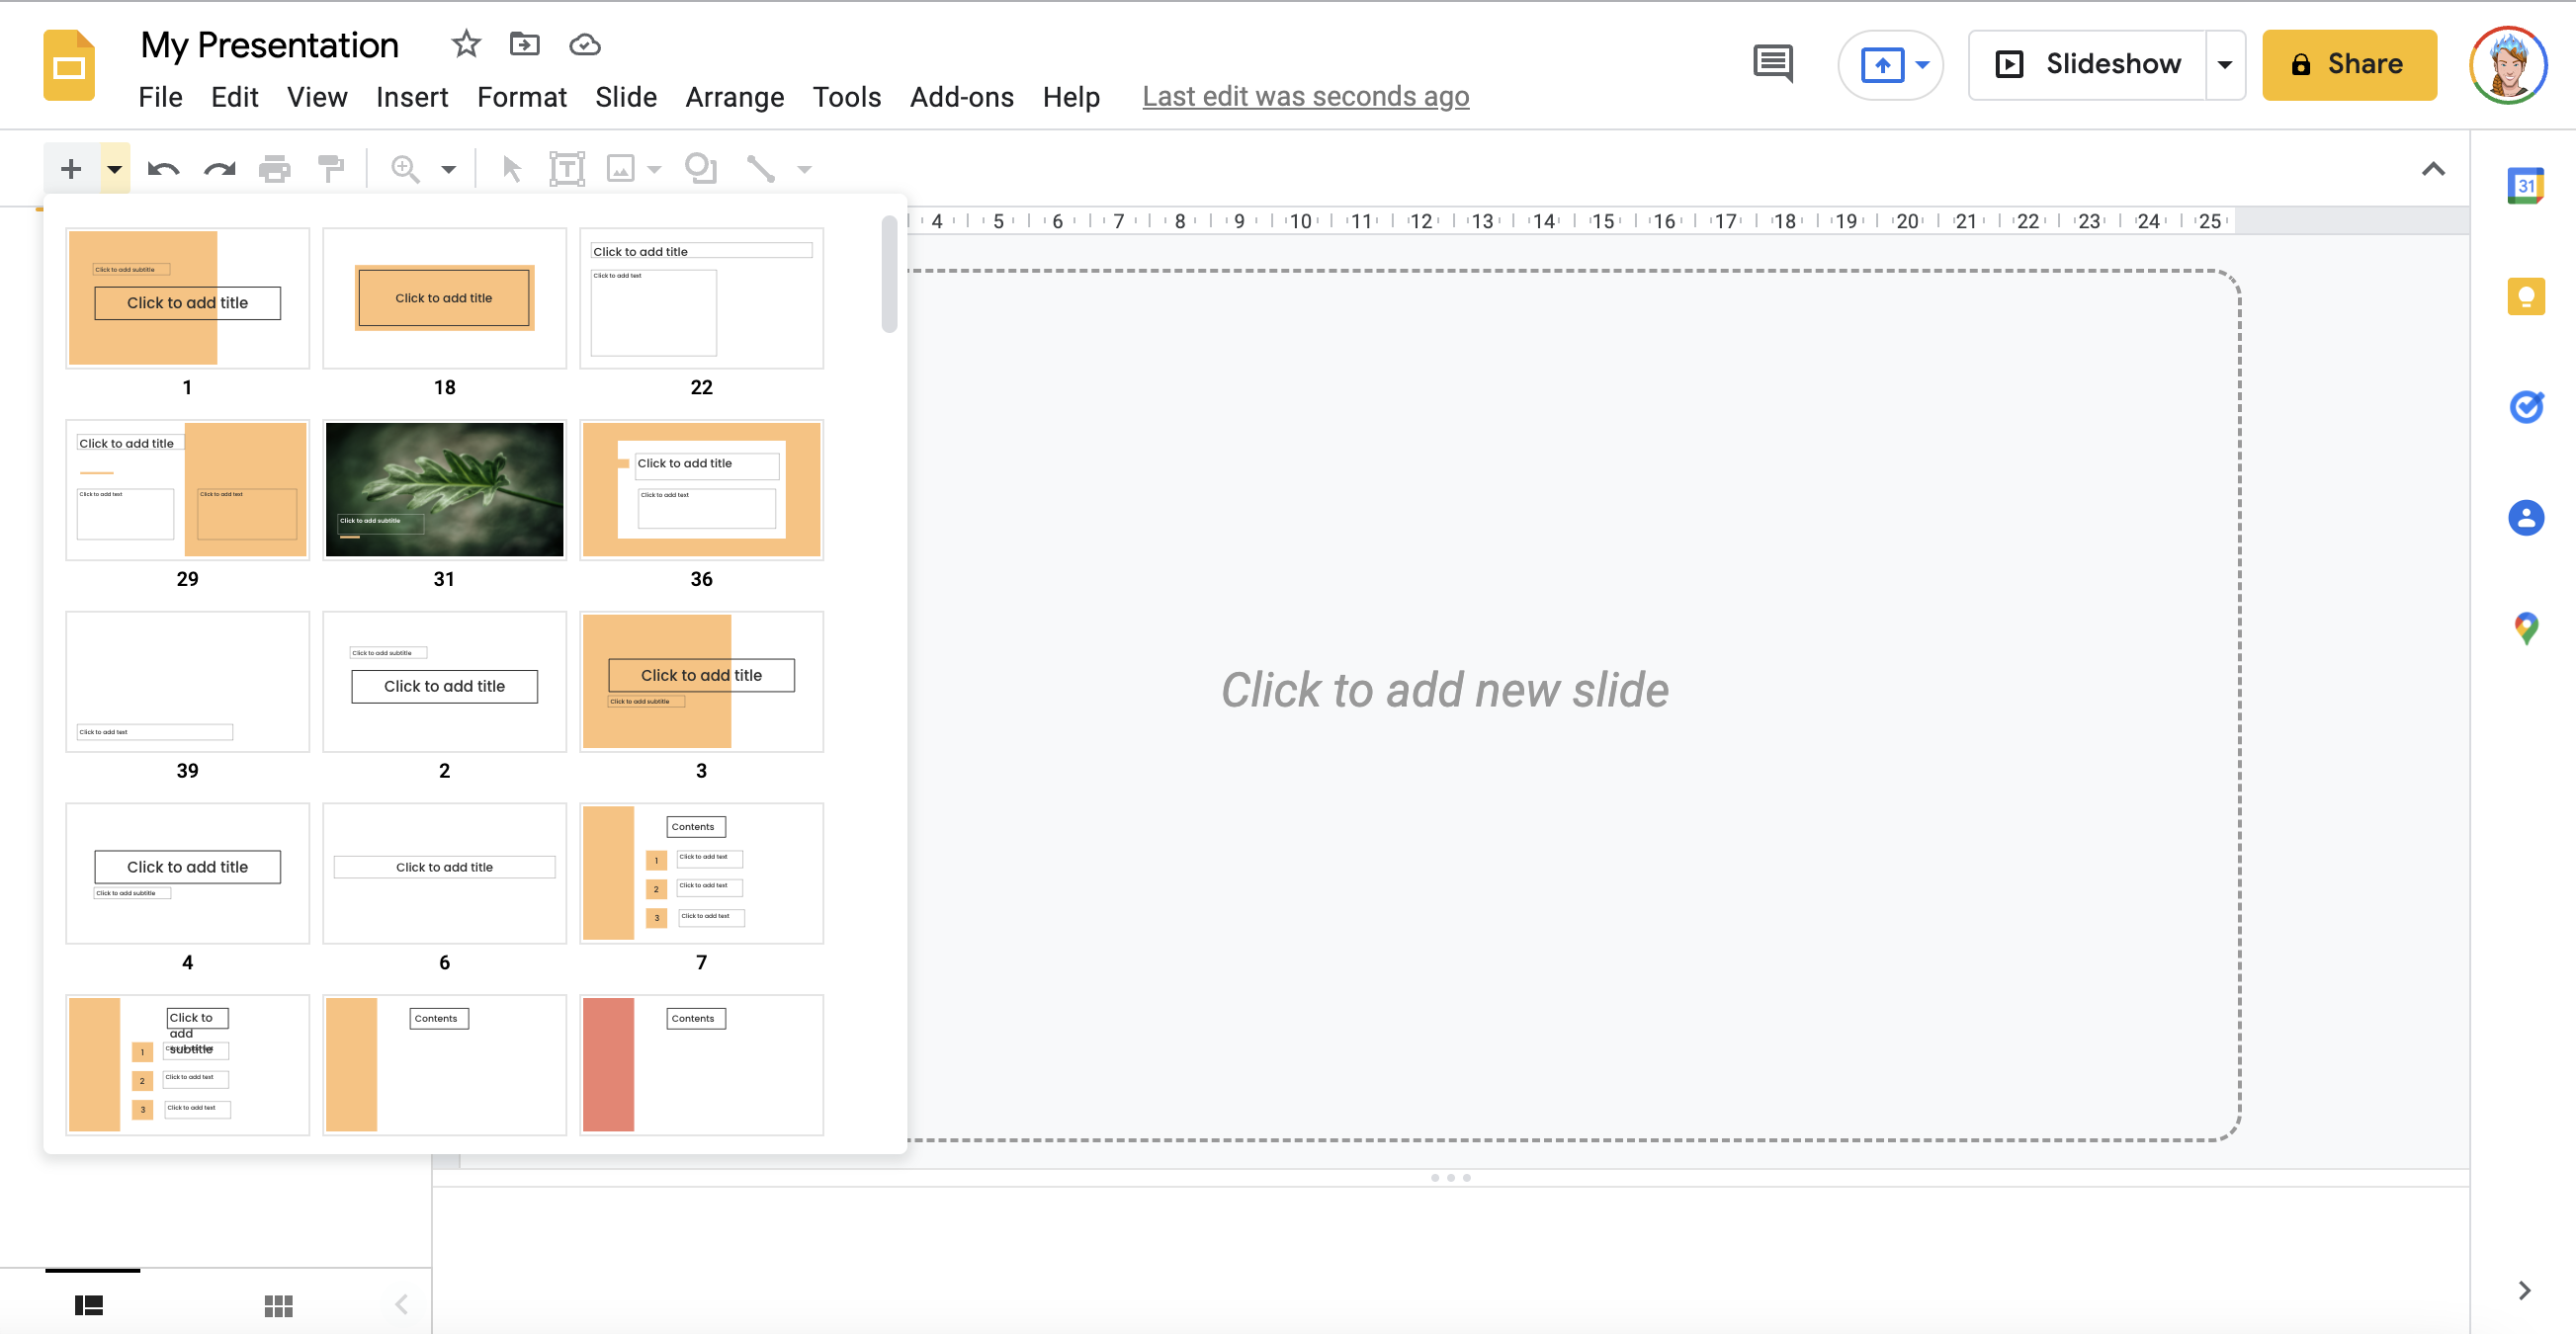 My Presentation
File Edit View Insert Format Slide Arrange Tools Add-ons Help Last edit was seconds ago
Slideshow
Share
31
4 5 6 7 8 9 10 11 12 13 14 15 16 17 18 19 20 21 22 23 24 25
Click to add subtitle
Click to add title
1
Click to add title
18
Click to add title
Click to add text
22
Click to add title
Click to add text
Click to add text
29
Click to add subtitle
31
Click to add title
Click to add text
36
Click to add text
39
Click to add subtitle
Click to add title
2
Click to add title
Click to add subtitle
3
Click to add title
Click to add subtitle
4
Click to add title
6
Contents
1 Click to add text
2 Click to add text
3 Click to add text
7
Click to
add
subtitle
1
2 Click to add text
3 Click to add text
Contents
Contents
Click to add new slide